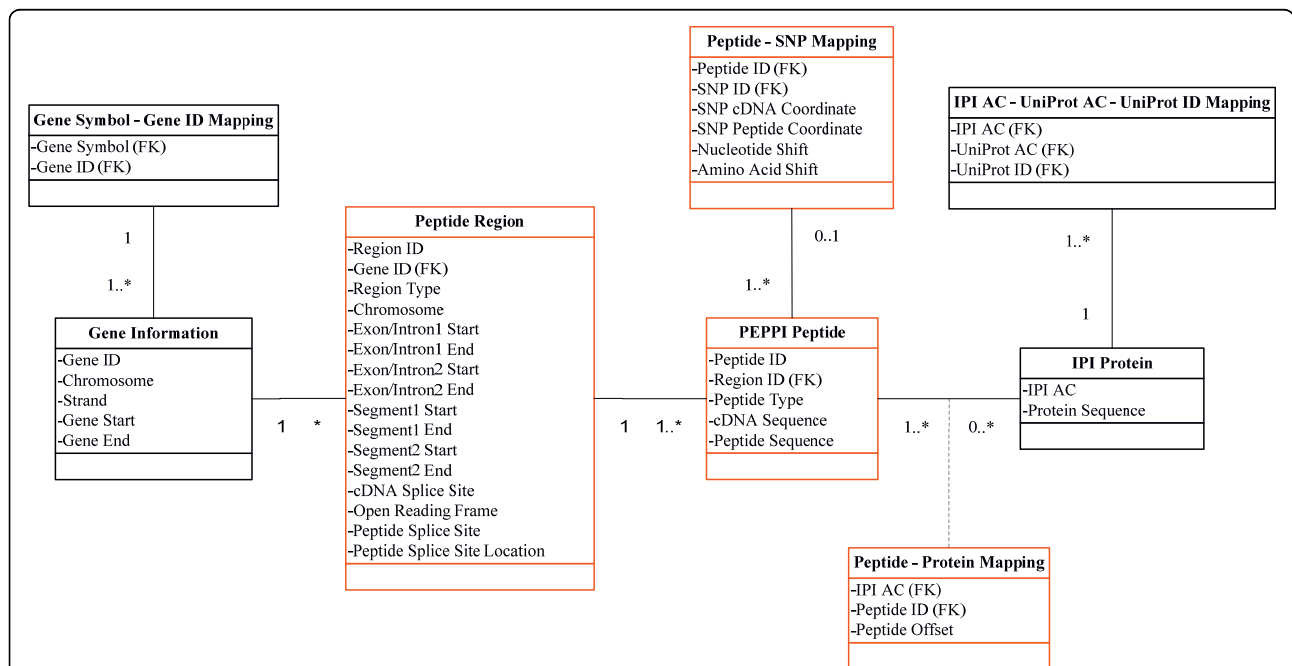 Peptide - SNP Mapping
-Peptide ID (FK)
-SNP ID (FK)
-SNP cDNA Coordinate
-SNP Peptide Coordinate
-Nucleotide Shift
-Amino Acid Shift
IPI AC - UniProt AC - UniProt ID Mapping
-IPI AC (FK)
-UniProt AC (FK)
-UniProt ID (FK)
Gene Symbol - Gene ID Mapping
-Gene Symbol (FK)
-Gene ID (FK)
Peptide Region
-Region ID
-Gene ID (FK)
-Region Type
-Chromosome
-Exon/Intron1 Start
-Exon/Intron1 End
-Exon/Intron2 Start
-Exon/Intron2 End
-Segment1 Start
-Segment1 End
-Segment2 Start
-Segment2 End
-cDNA Splice Site
-Open Reading Frame
-Peptide Splice Site
-Peptide Splice Site Location
1
1..*
0..1
1..*
1..*
1
Gene Information
-Gene ID
-Chromosome
-Strand
-Gene Start
-Gene End
PEPPI Peptide
-Peptide ID
-Region ID (FK)
-Peptide Type
-cDNA Sequence
-Peptide Sequence
IPI Protein
-IPI AC
-Protein Sequence
1 *
1 1..*
1..* 0..*
Peptide - Protein Mapping
-IPI AC (FK)
-Peptide ID (FK)
-Peptide Offset